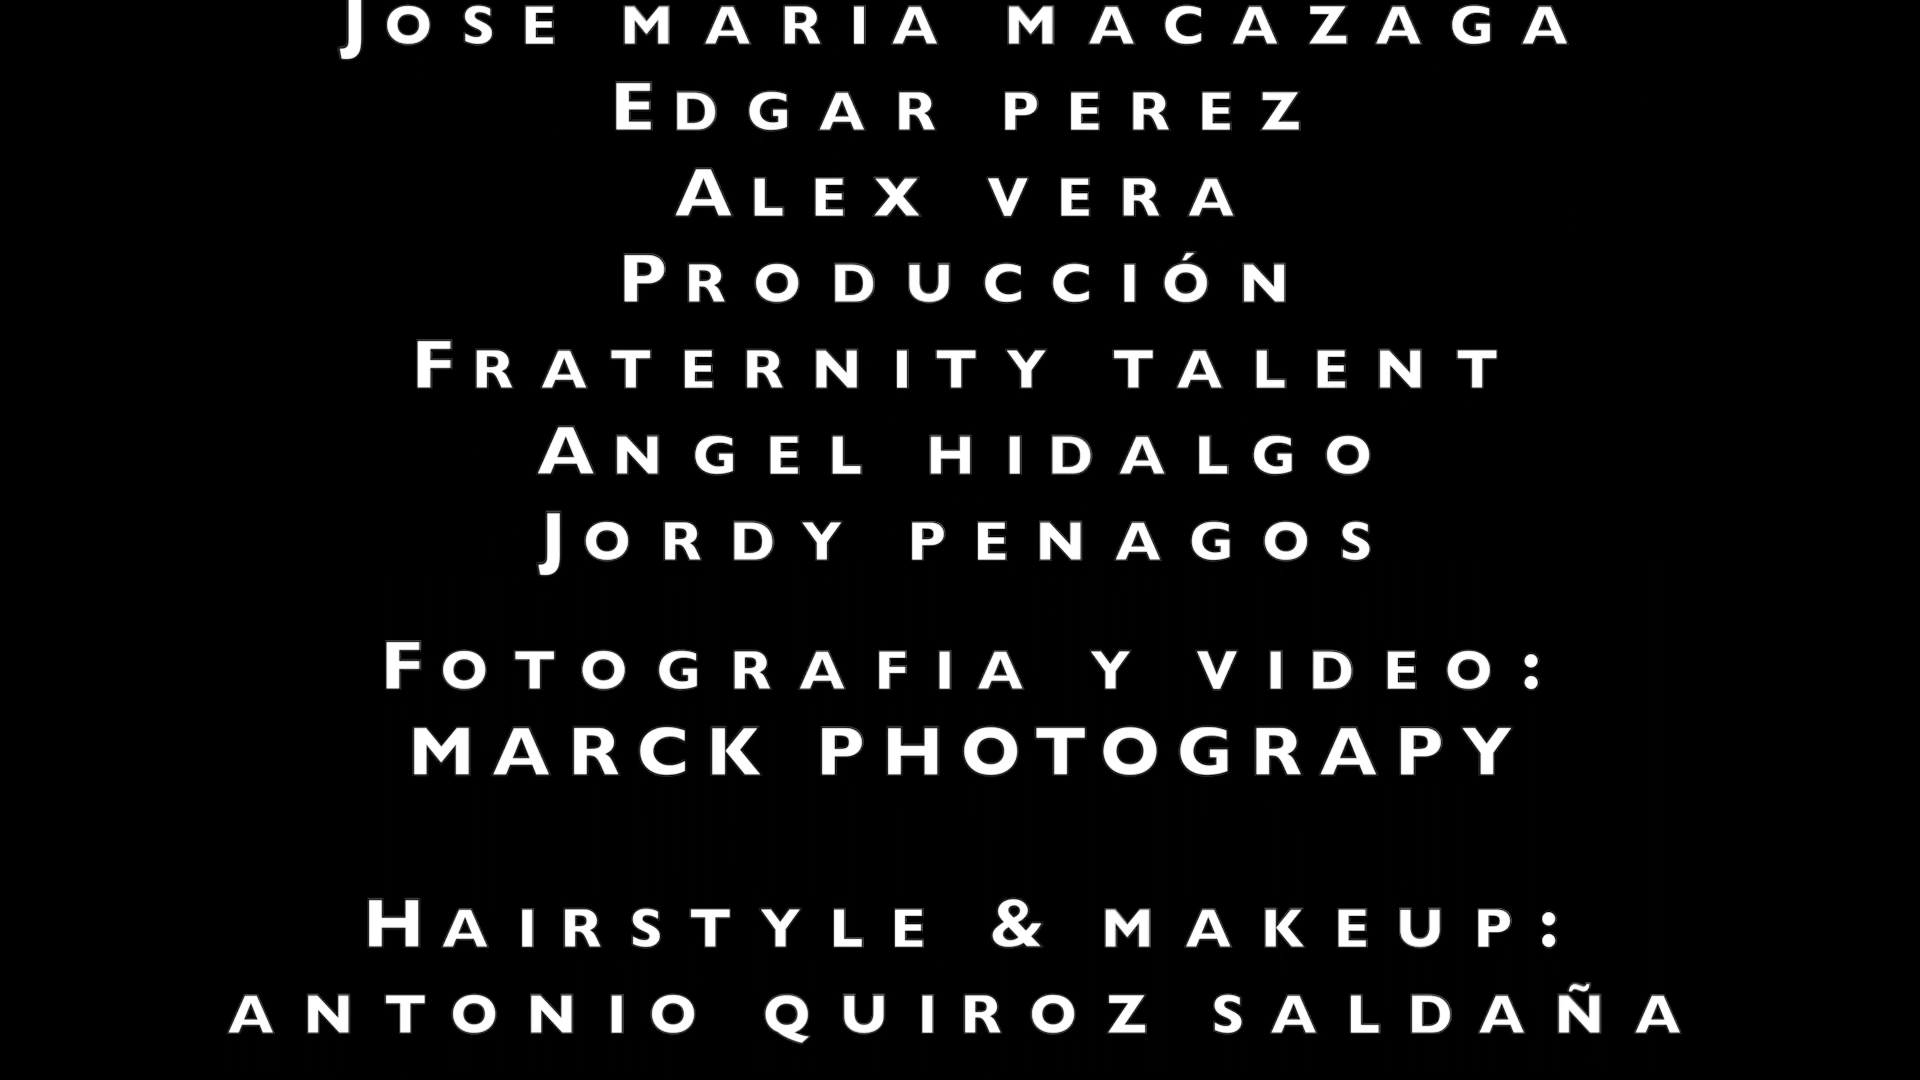 Jose maria macazaga
Edgar perez
Alex vera
Producción
Fraternity talent
Angel hidalgo
Jordy penagos
Fotografia y video:
MARCK PHOTOGRAPY
Hairstyle & makeup:
antonio quiroz saldaña